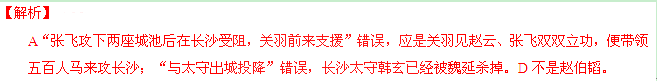 【解析】
A“张飞攻下两座城池后在长沙受阻，关羽前来支援”错误，应是关羽见赵云、张飞双双立功，便带领
五百人马来攻长沙；“与太守出城投降”错误，长沙太守韩玄已经被魏延杀掉。D 不是赵伯韬。